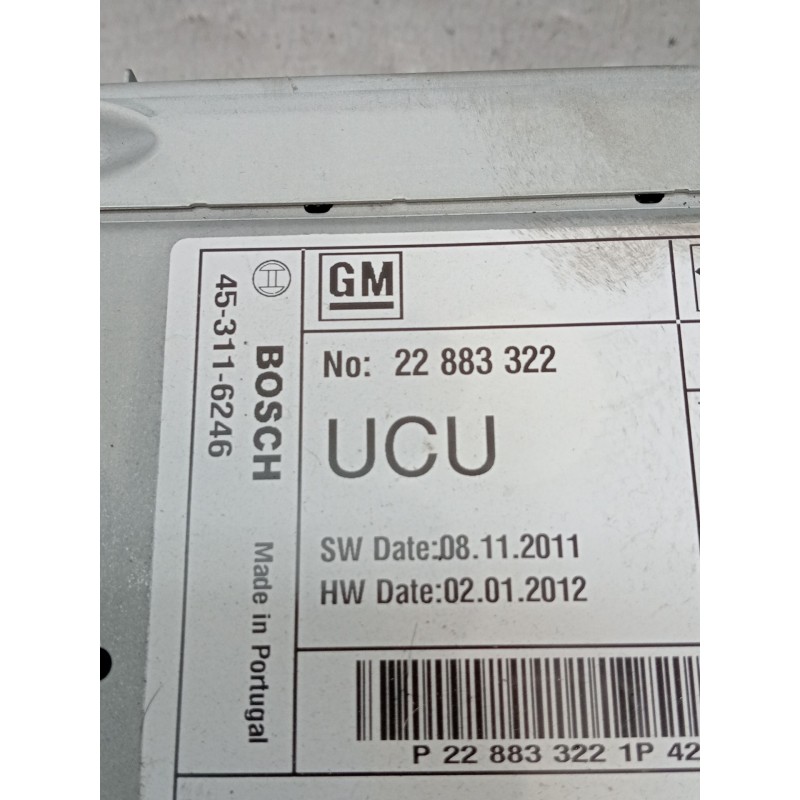 GM
No: 22 883 322
UCU
SW Date:08.11.2011
HW Date:02.01.2012
P 22 883 322 1P 42
BOSCH Made in Portugal
45-311-6246